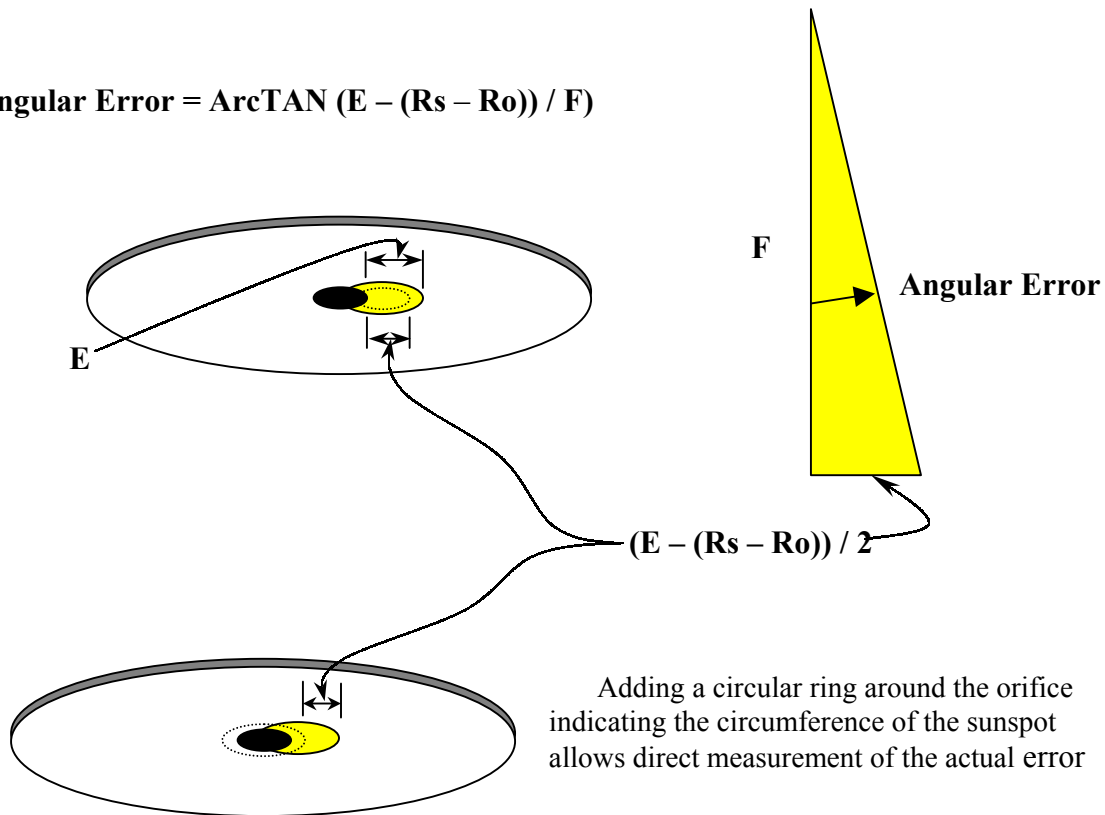 ngular Error = ArcTAN (E – (Rs – Ro)) / F)
F
Angular Error
E
(E – (Rs – Ro)) / 2
Adding a circular ring around the orifice
indicating the circumference of the sunspot
allows direct measurement of the actual error